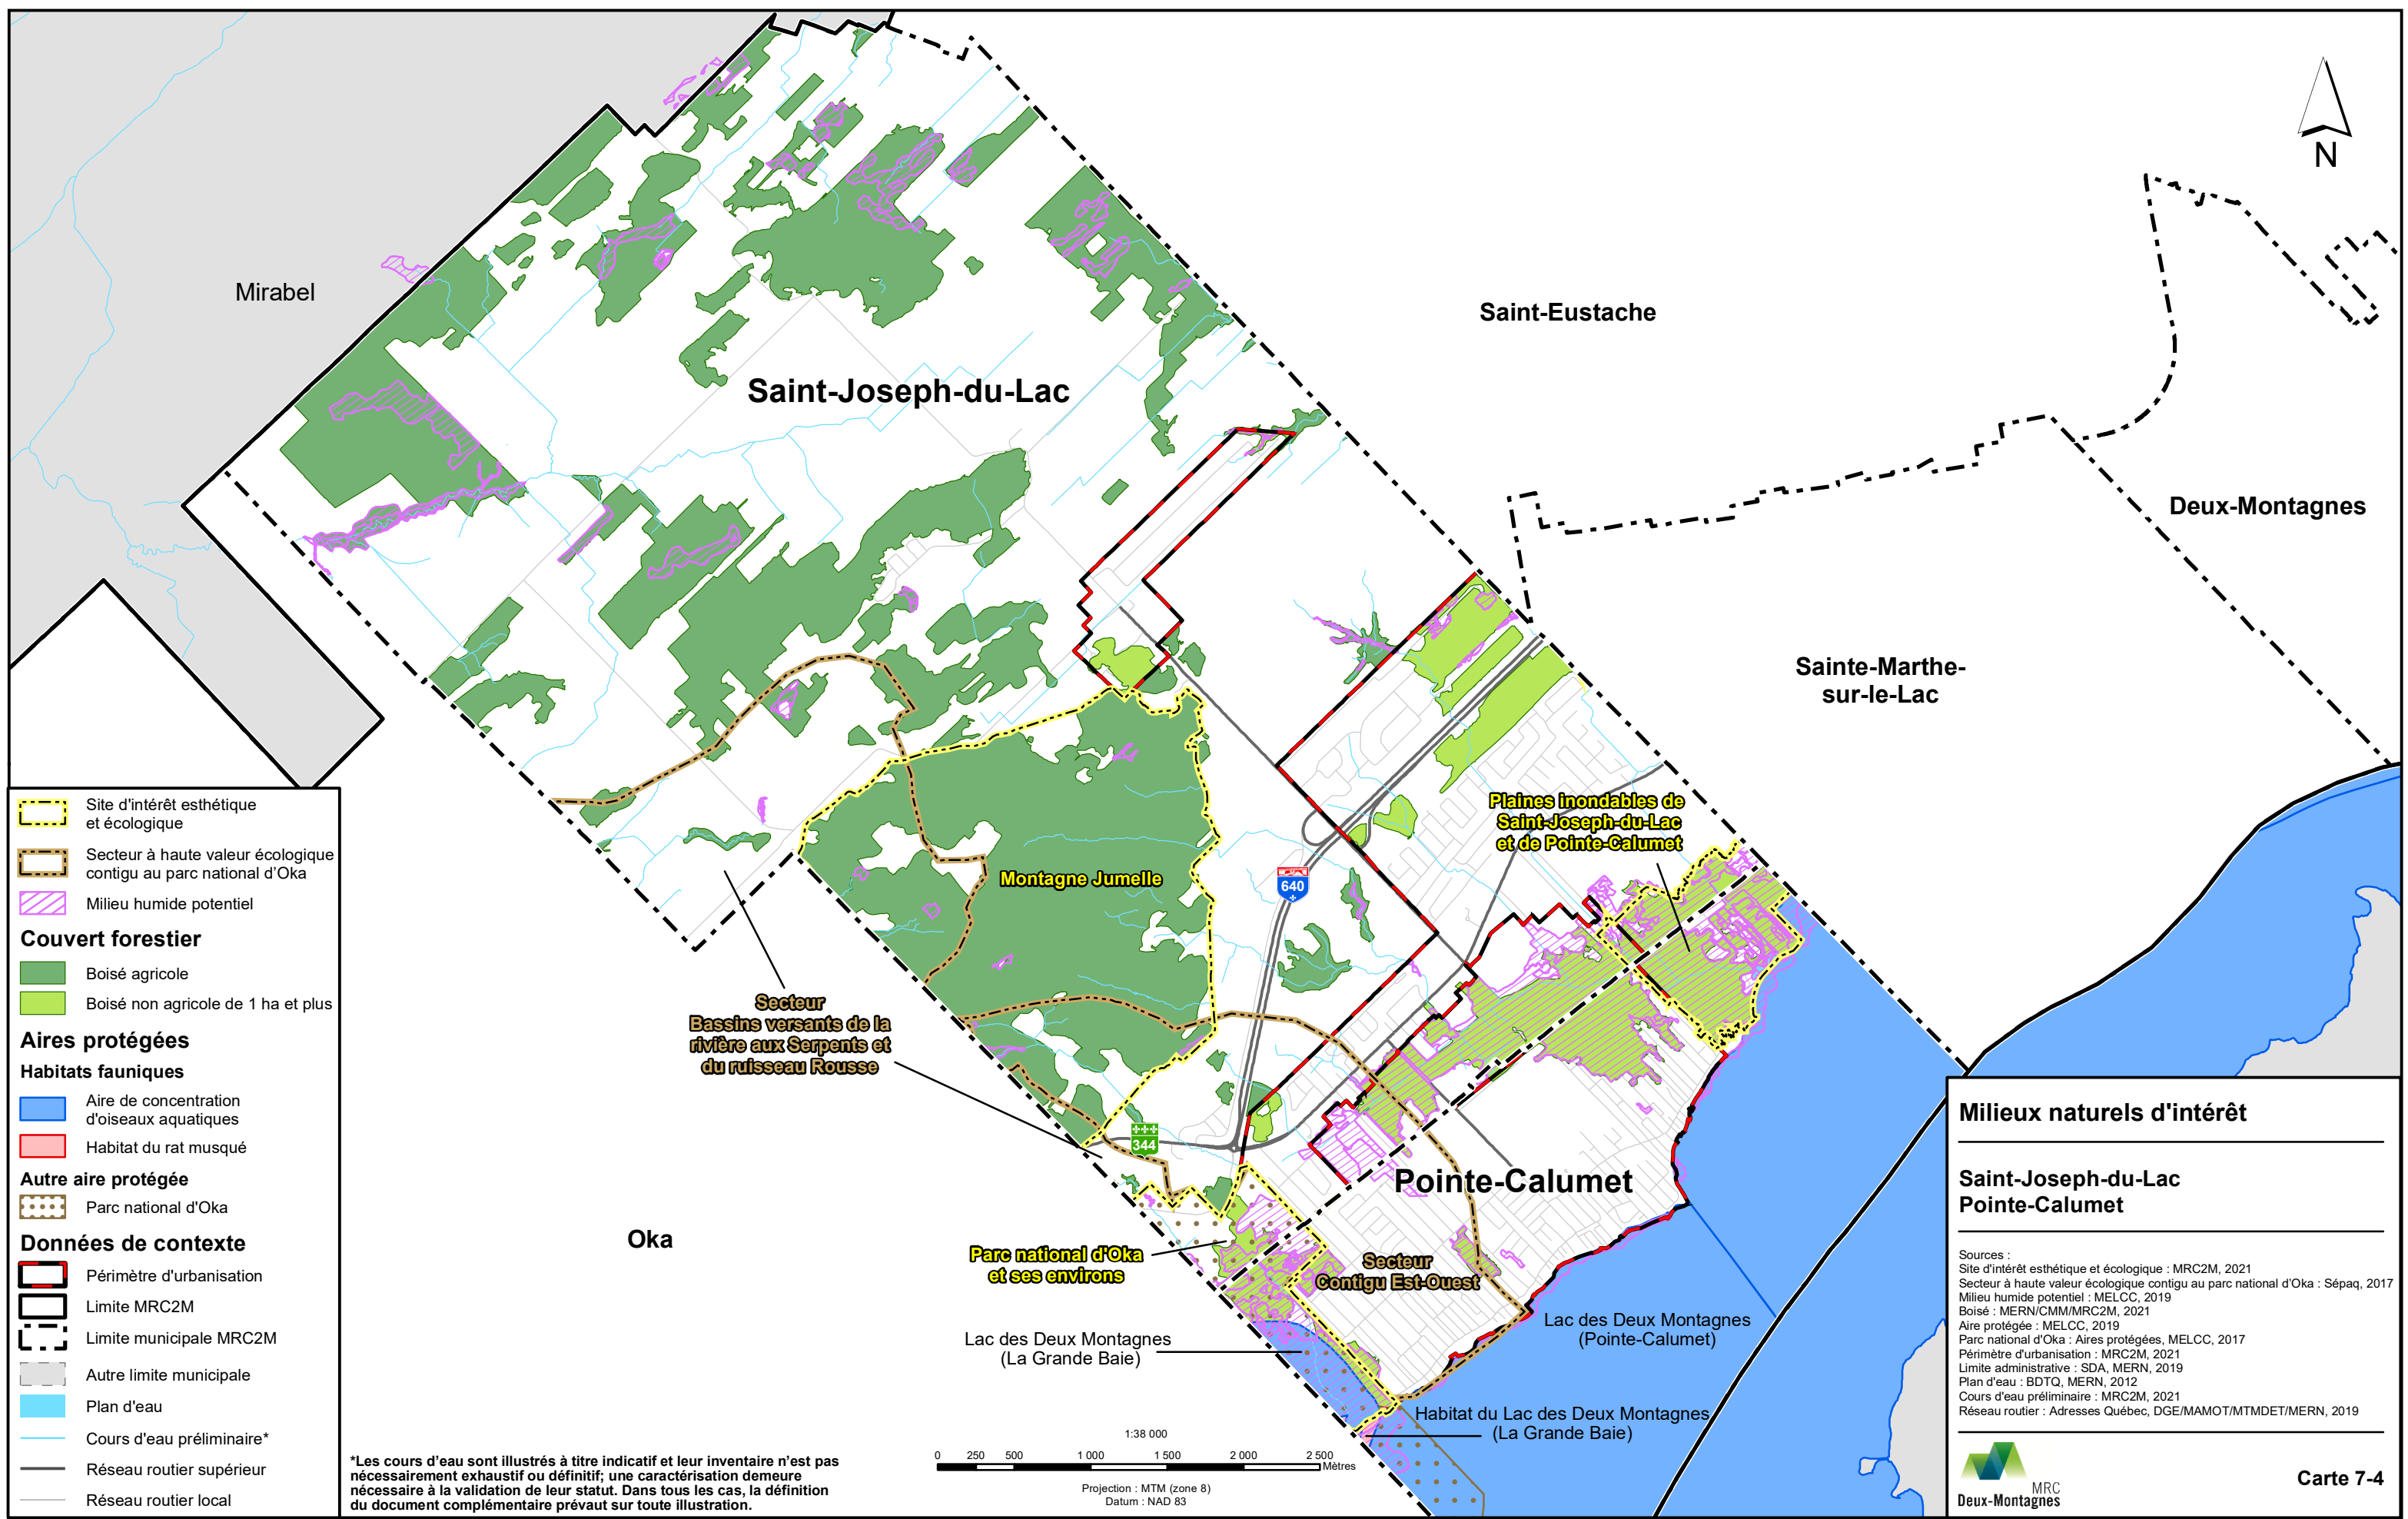 N
Mirabel
Saint-Eustache
Saint-Joseph-du-Lac
Deux-Montagnes
Sainte-Marthe-
sur-le-Lac
Plaines inondables de
Saint-Joseph-du-Lac
et de Pointe-Calumet
Montagne Jumelle
640
Secteur
Bassins versants de la
rivière aux Serpents et
du ruisseau Rousse
344
Pointe-Calumet
Oka
Parc national d'Oka
et ses environs
Secteur
Contigu Est-Ouest
Lac des Deux Montagnes
(La Grande Baie)
Lac des Deux Montagnes
(Pointe-Calumet)
Habitat du Lac des Deux Montagnes
(La Grande Baie)
Site d'intérêt esthétique
et écologique
Secteur à haute valeur écologique
contigu au parc national d'Oka
Milieu humide potentiel
Couvert forestier
Boisé agricole
Boisé non agricole de 1 ha et plus
Aires protégées
Habitats fauniques
Aire de concentration
d'oiseaux aquatiques
Habitat du rat musqué
Autre aire protégée
Parc national d'Oka
Données de contexte
Périmètre d'urbanisation
Limite MRC2M
Limite municipale MRC2M
Autre limite municipale
Plan d'eau
Cours d'eau préliminaire*
Réseau routier supérieur
Réseau routier local
*Les cours d'eau sont illustrés à titre indicatif et leur inventaire n'est pas
nécessairement exhaustif ou définitif; une caractérisation demeure
nécessaire à la validation de leur statut. Dans tous les cas, la définition
du document complémentaire prévaut sur toute illustration.
1:38 000
0 250 500 1 000 1 500 2 000 2 500
Mètres
Projection : MTM (zone 8)
Datum : NAD 83
Milieux naturels d'intérêt
Saint-Joseph-du-Lac
Pointe-Calumet
Sources :
Site d'intérêt esthétique et écologique : MRC2M, 2021
Secteur à haute valeur écologique contigu au parc national d'Oka : Sépaq, 2017
Milieu humide potentiel : MELCC, 2019
Boisé : MERN/CMM/MRC2M, 2021
Aire protégée : MELCC, 2019
Parc national d'Oka : Aires protégées, MELCC, 2017
Périmètre d'urbanisation : MRC2M, 2021
Limite administrative : SDA, MERN, 2019
Plan d'eau : BDTQ, MERN, 2012
Cours d'eau préliminaire : MRC2M, 2021
Réseau routier : Adresses Québec, DGE/MAMOT/MTMDET/MERN, 2019
MRC
Deux-Montagnes
Carte 7-4